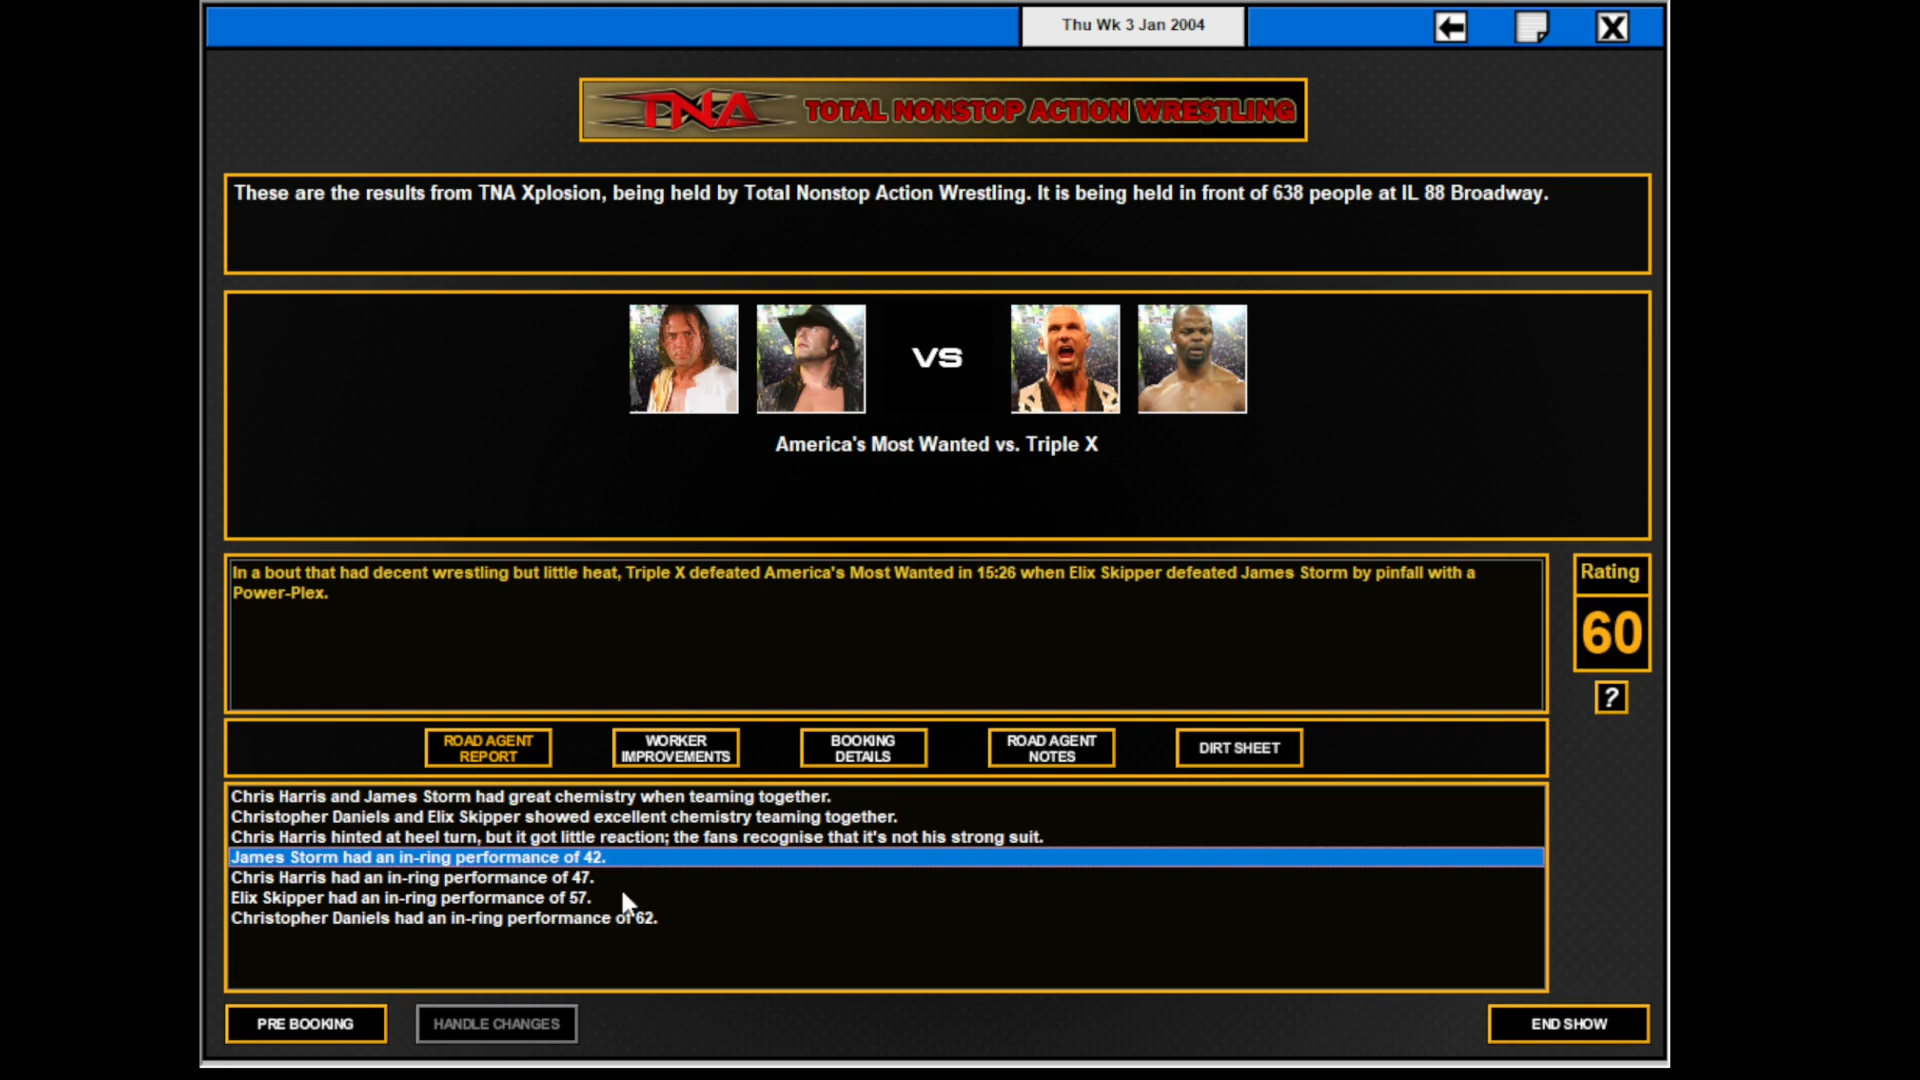 Thu Wk 3 Jan 2004
X
TNA TOTAL NONSTOP ACTION WRESTLING
These are the results from TNA Xplosion, being held by Total Nonstop Action Wrestling. It is being held in front of 638 people at IL 88 Broadway.
VS
America's Most Wanted vs. Triple X
In a bout that had decent wrestling but little heat, Triple X defeated America's Most Wanted in 15:26 when Elix Skipper defeated James Storm by pinfall with a
Power-Plex.
Rating
60
?
ROAD AGENT
REPORT
WORKER
IMPROVEMENTS
BOOKING
DETAILS
ROAD AGENT
NOTES
DIRT SHEET
Chris Harris and James Storm had great chemistry when teaming together.
Christopher Daniels and Elix Skipper showed excellent chemistry teaming together.
Chris Harris hinted at heel turn, but it got little reaction; the fans recognise that it's not his strong suit.
James Storm had an in-ring performance of 42.
Chris Harris had an in-ring performance of 47.
Elix Skipper had an in-ring performance of 57.
Christopher Daniels had an in-ring performance of 62.
PRE BOOKING
HANDLE CHANGES
END SHOW